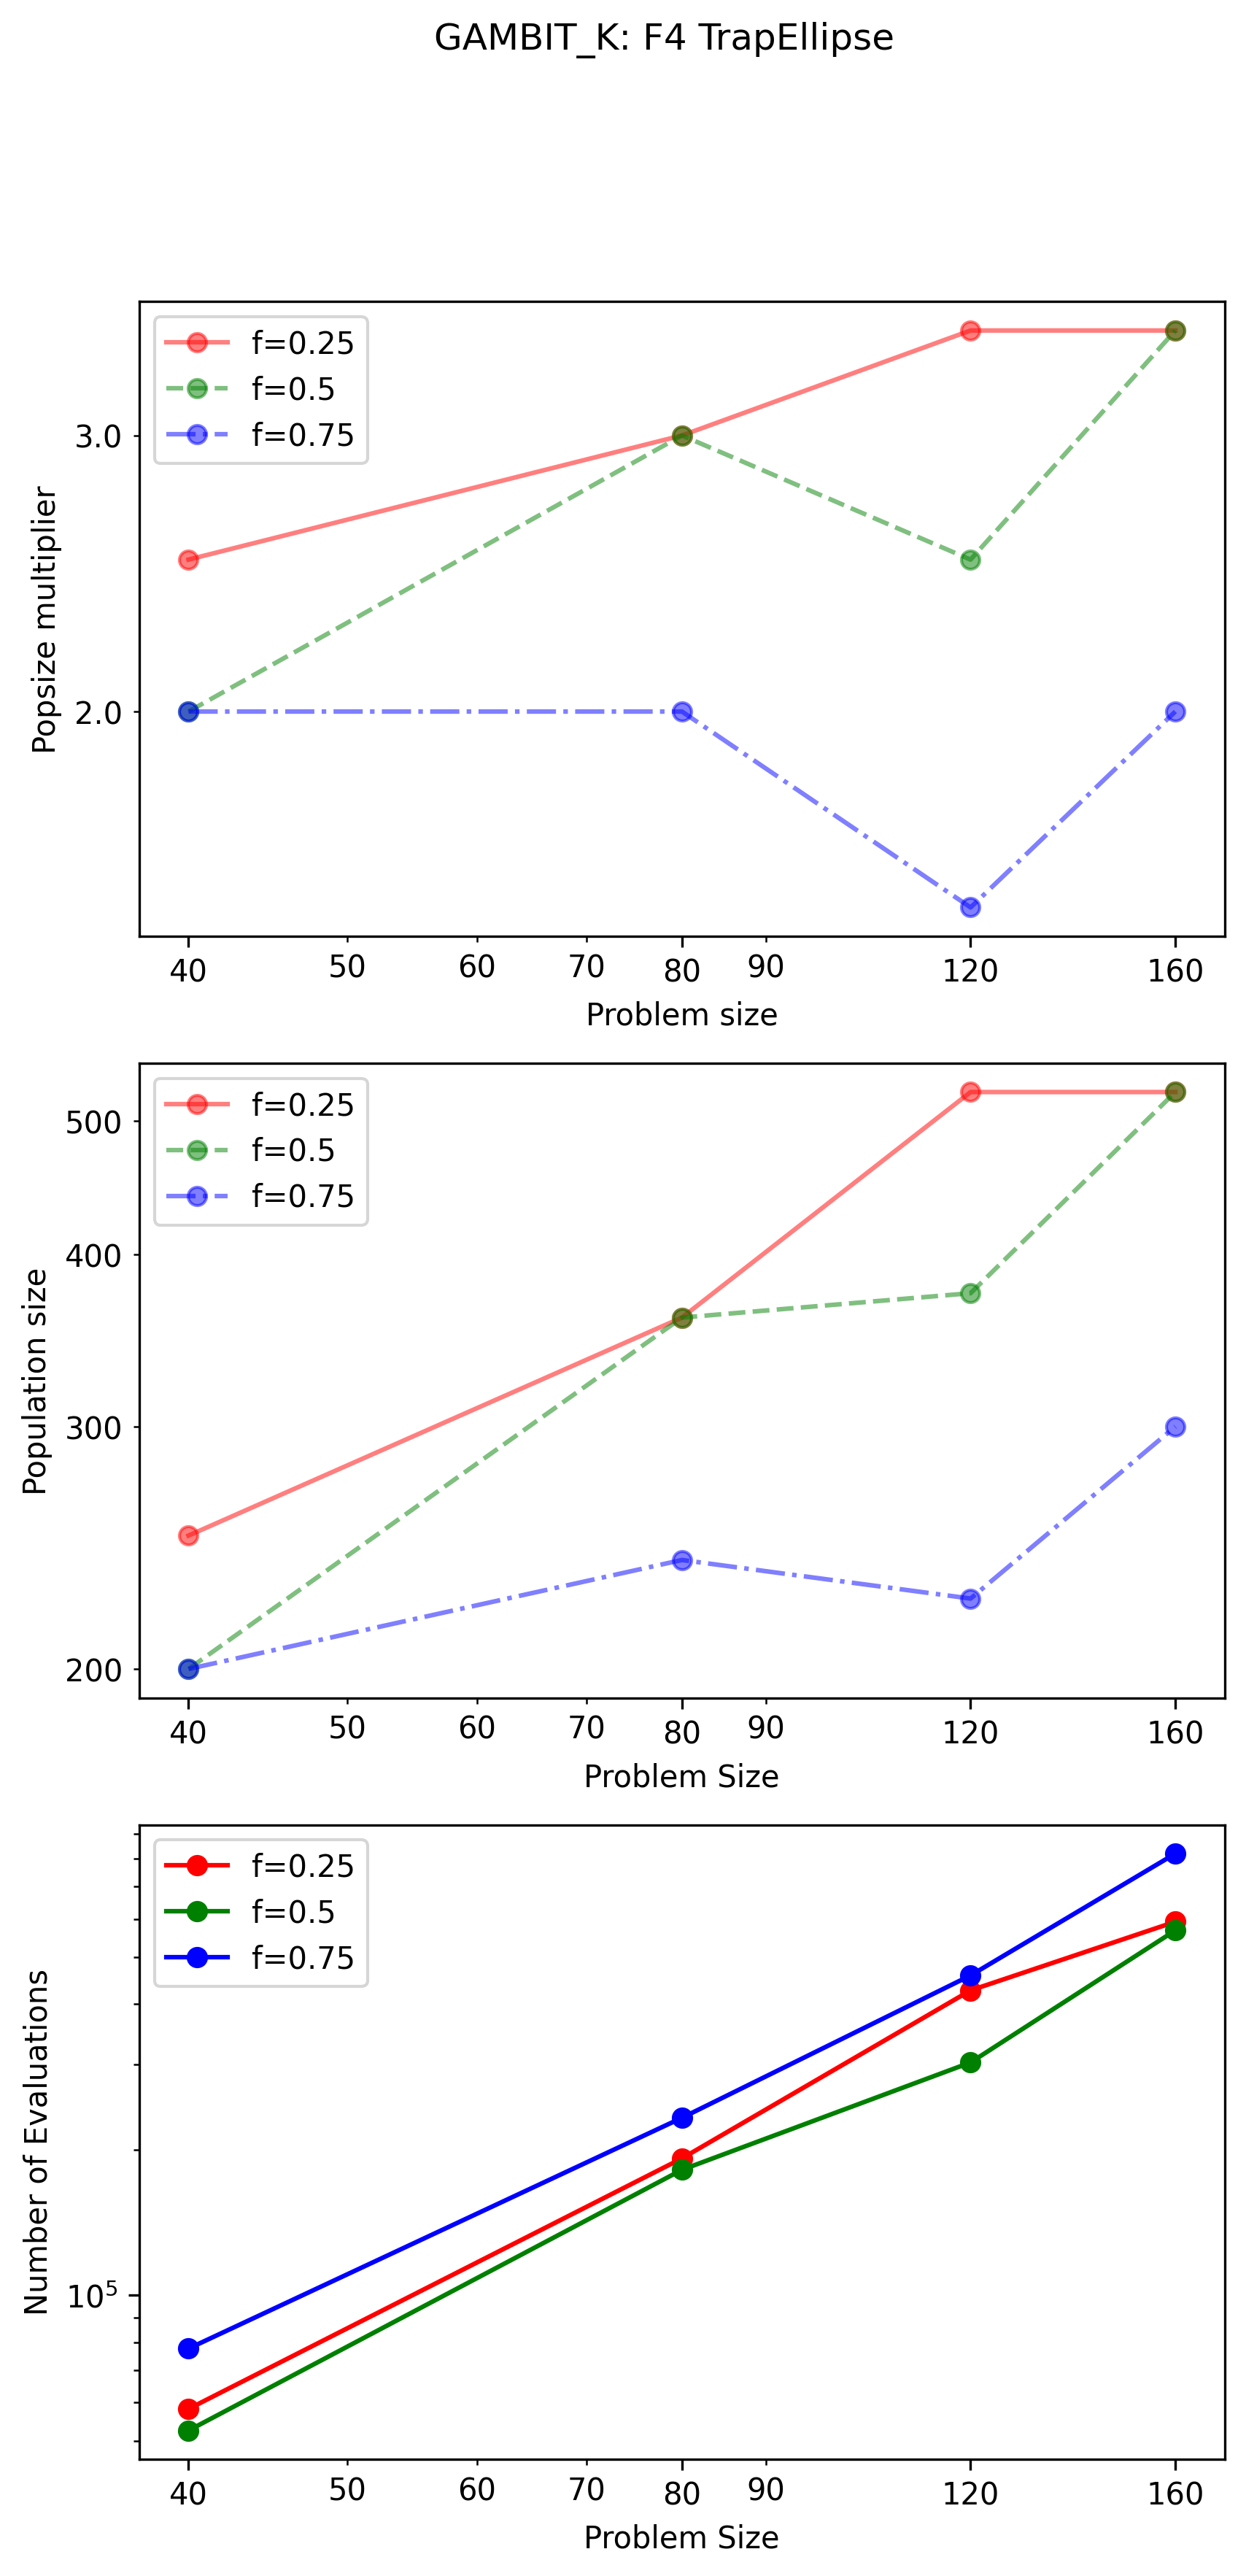 GAMBIT_K: F4 TrapEllipse
f=0.25
f=0.5
f=0.75
3.0
2.0
Popsize multiplier
40 50 60 70 80 90 120 160
Problem size
f=0.25
f=0.5
f=0.75
500
400
300
200
Population size
40 50 60 70 80 90 120 160
Problem Size
f=0.25
f=0.5
f=0.75
10⁵
Number of Evaluations
40 50 60 70 80 90 120 160
Problem Size